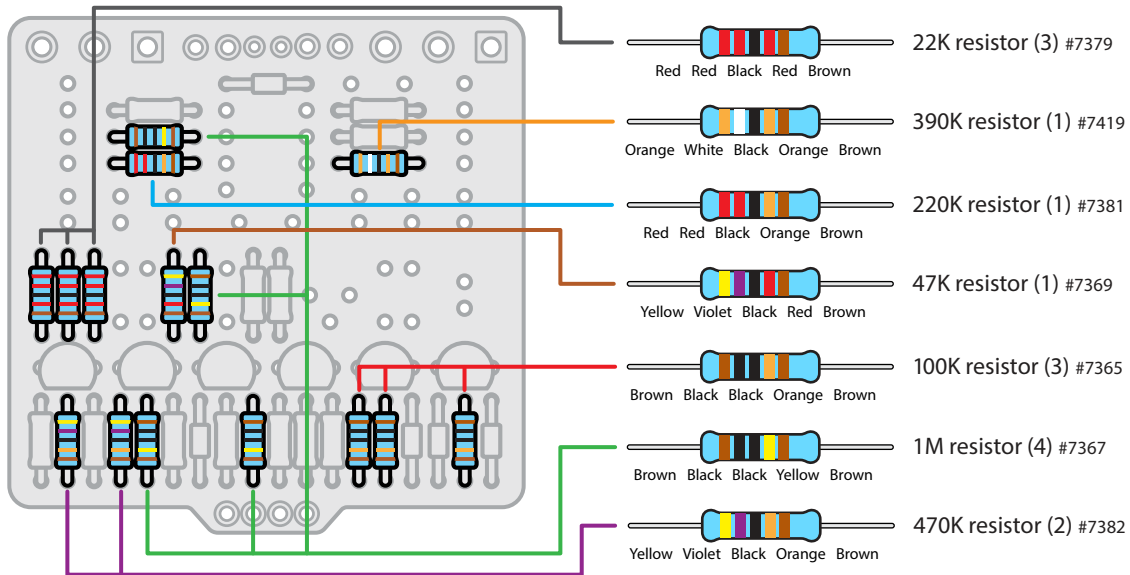 22K resistor (3) #7379
Red Red Black Red Brown
390K resistor (1) #7419
Orange White Black Orange Brown
220K resistor (1) #7381
Red Red Black Orange Brown
47K resistor (1) #7369
Yellow Violet Black Red Brown
100K resistor (3) #7365
Brown Black Black Orange Brown
1M resistor (4) #7367
Brown Black Black Yellow Brown
470K resistor (2) #7382
Yellow Violet Black Orange Brown